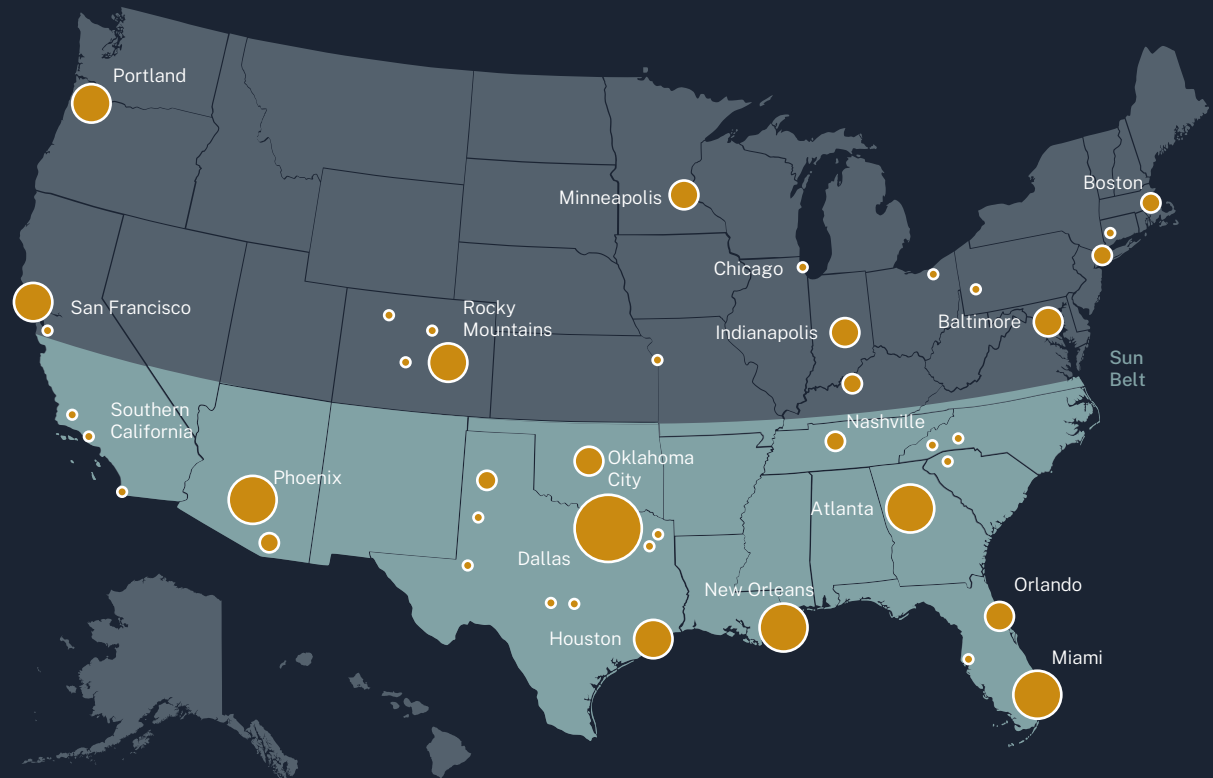 Portland
Boston
Minneapolis
Chicago
San Francisco
Rocky
Mountains
Baltimore
Indianapolis
Sun
Belt
Southern
California
Nashville
Oklahoma
City
Phoenix
Atlanta
Dallas
New Orleans
Orlando
Houston
Miami